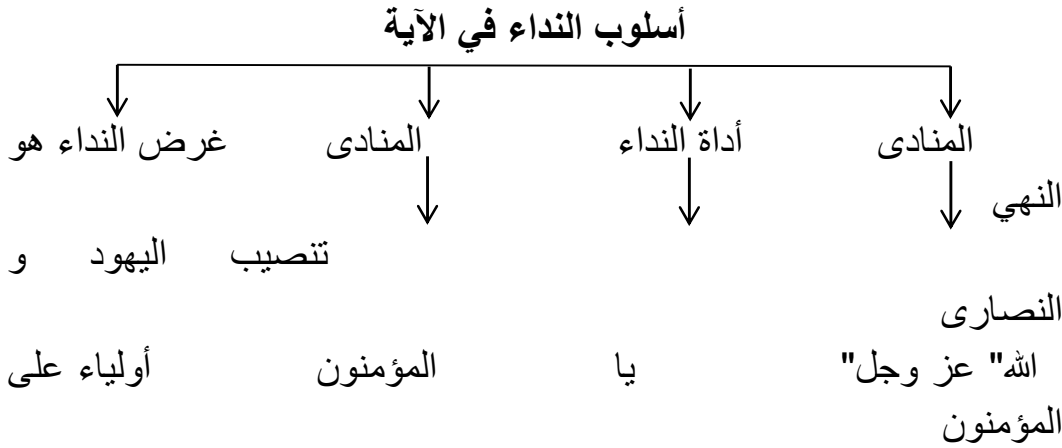 أسلوب النداء في الآية
المنادى أداة النداء المنادى غرض النداء هو
النهي
تنصيب اليهود و
النصارى
الله" عز وجل" يا المؤمنون أولياء على
المؤمنون